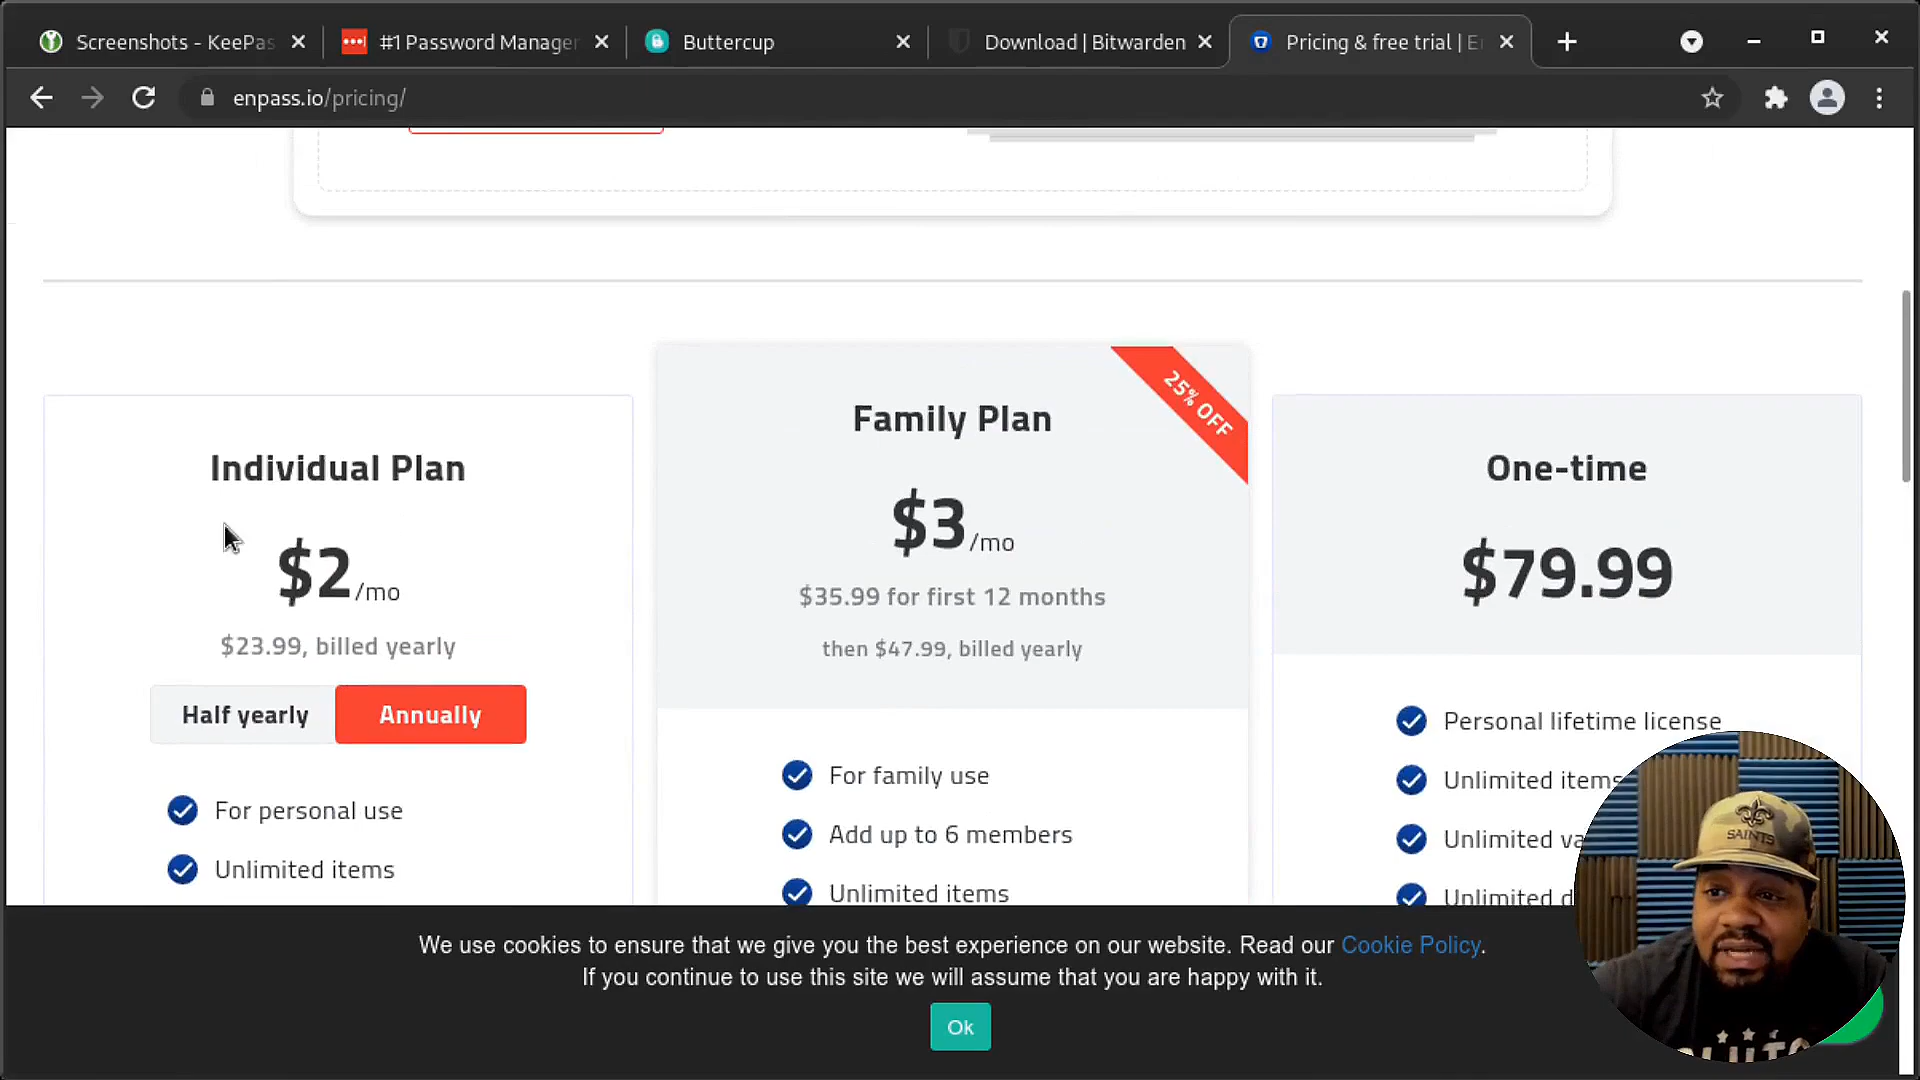 Screenshots - KeePas
#1 Password Manager
Buttercup
Download | Bitwarden
Pricing & free trial | En
enpass.io/pricing/
25% OFF
Individual Plan
$2/mo
$23.99, billed yearly
Half yearly
Annually
For personal use
Unlimited items
Family Plan
$3/mo
$35.99 for first 12 months
then $47.99, billed yearly
For family use
Add up to 6 members
Unlimited items
One-time
$79.99
Personal lifetime license
Unlimited items
Unlimited va
Unlimited d
SAINTS
We use cookies to ensure that we give you the best experience on our website. Read our Cookie Policy.
If you continue to use this site we will assume that you are happy with it.
Ok